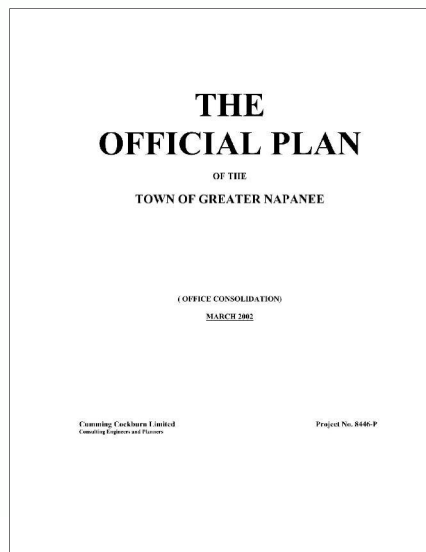 THE
OFFICIAL PLAN
OF THE
TOWN OF GREATER NAPANEE
( OFFICE CONSOLIDATION)
MARCH 2002
Cumming Cockburn Limited
Project No. 8446-P
Consulting Engineers and Planners